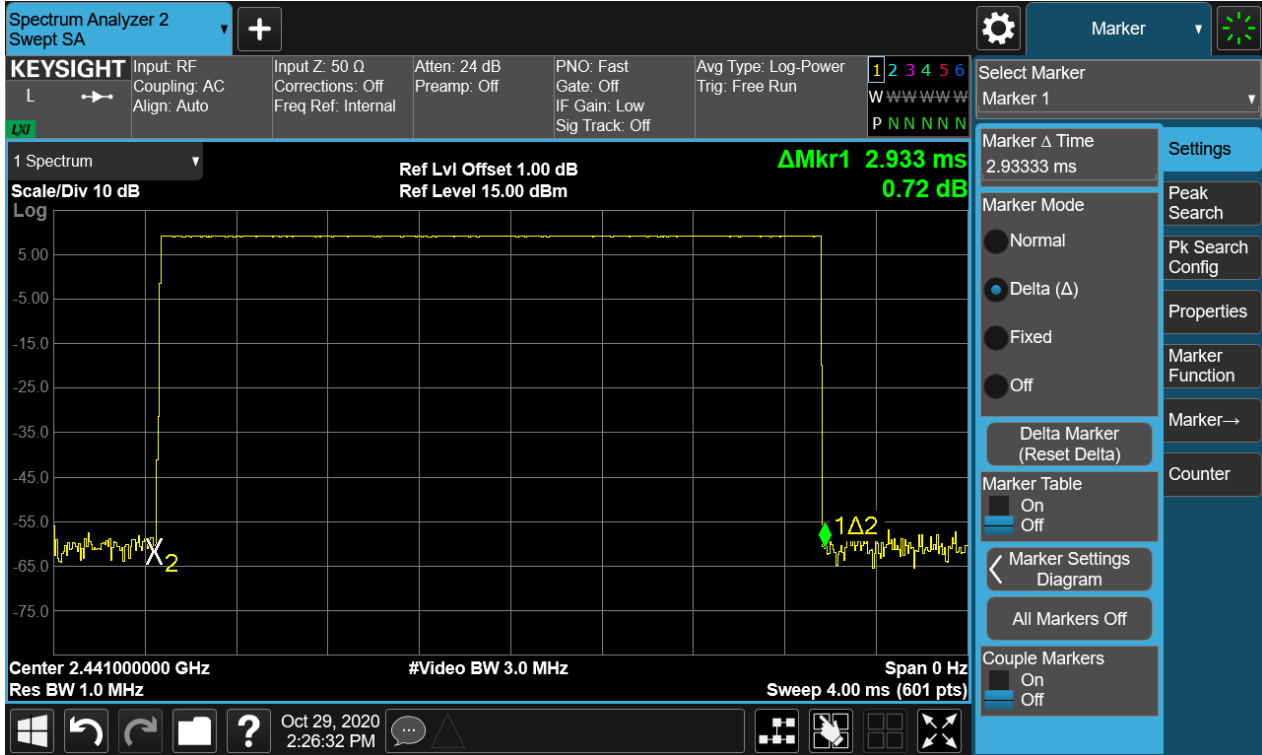 Spectrum Analyzer 2
Swept SA
+
Marker
KEYSIGHT
L
LXI
Input: RF
Coupling: AC
Align: Auto
Input Z: 50 Ω
Corrections: Off
Freq Ref: Internal
Atten: 24 dB
Preamp: Off
PNO: Fast
Gate: Off
IF Gain: Low
Sig Track: Off
Avg Type: Log-Power
Trig: Free Run
1 2 3 4 5 6
W W W W W W
P N N N N N
Select Marker
Marker 1
1 Spectrum
Scale/Div 10 dB
Log
Ref Lvl Offset 1.00 dB
Ref Level 15.00 dBm
ΔMkr1 2.933 ms
0.72 dB
5.00
-5.00
-15.0
-25.0
-35.0
-45.0
-55.0
-65.0
-75.0
2
1Δ2
Center 2.441000000 GHz
#Video BW 3.0 MHz
Span 0 Hz
Res BW 1.0 MHz
Sweep 4.00 ms (601 pts)
Marker Δ Time
2.93333 ms
Marker Mode
Normal
Delta (Δ)
Fixed
Off
Delta Marker
(Reset Delta)
Marker Table
On
Off
Marker Settings
Diagram
All Markers Off
Couple Markers
On
Off
Settings
Peak
Search
Pk Search
Config
Properties
Marker
Function
Marker→
Counter
?
Oct 29, 2020
2:26:32 PM